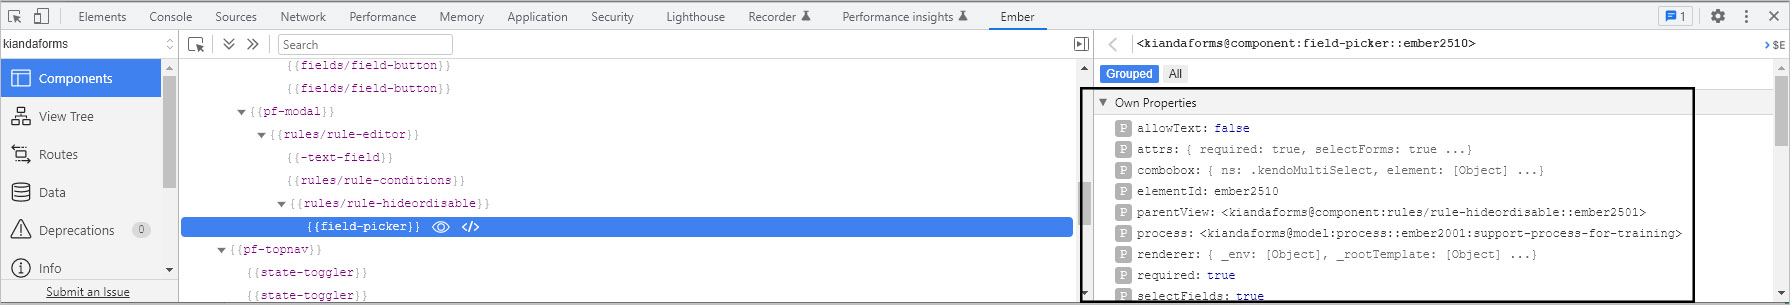 Elements Console Sources Network Performance Memory Application Security Lighthouse Recorder Performance insights Ember 1
kiandaforms
Search
<kiandaforms@component:field-picker::ember2510>
$E
Components
View Tree
Routes
Data
Deprecations 0
Info
Submit an Issue
{{fields/field-button}}
{{fields/field-button}}
{{pf-modal}}
{{rules/rule-editor}}
{{-text-field}}
{{rules/rule-conditions}}
{{rules/rule-hideordisable}}
{{field-picker}} </>
{{pf-topnav}}
{{state-toggler}}
{{state-toggler}}
Grouped All
Own Properties
P allowText: false
P attrs: { required: true, selectForms: true ...}
P combobox: { ns: .kendoMultiSelect, element: [Object] ...}
P elementId: ember2510
P parentView: <kiandaforms@component:rules/rule-hideordisable::ember2501>
P process: <kiandaforms@model:process::ember2001:support-process-for-training>
P renderer: { _env: [Object], _rootTemplate: [Object] ...}
P required: true
P selectFields: true